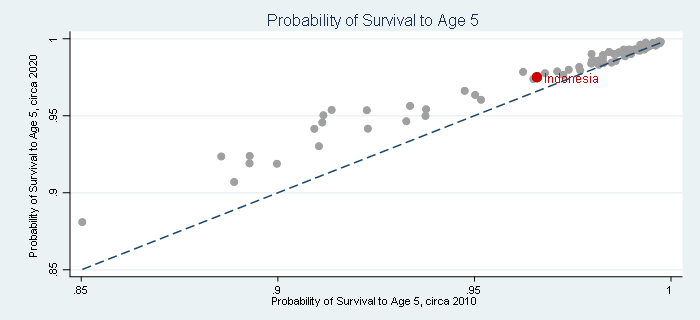 Probability of Survival to Age 5
Probability of Survival to Age 5, circa 2020
1
.95
.9
.85
Indonesia
.85
.9
.95
1
Probability of Survival to Age 5, circa 2010